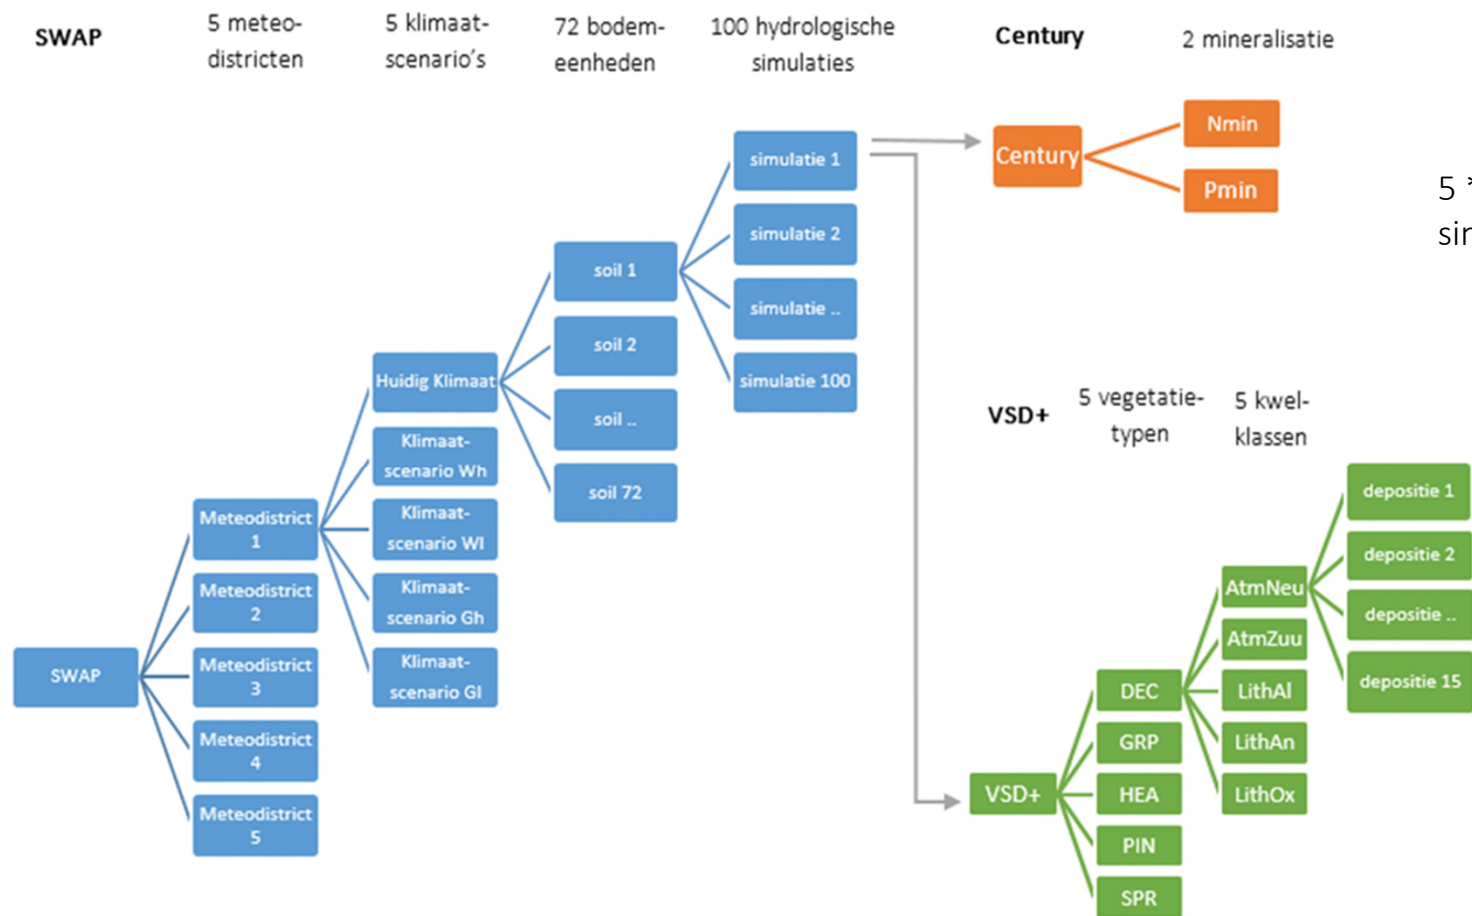 SWAP
5 meteo-
districten
5 klimaat-
scenario's
72 bodem-
eenheden
100 hydrologische
simulaties
Century
2 mineralisatie
simulatie 1
simulatie 2
simulatie ..
simulatie 100
Century
Nmin
Pmin
5 *
soil 1
soil 2
soil ..
soil 72
Huidig Klimaat
Klimaat-
scenario Wh
Klimaat-
scenario Wl
Klimaat-
scenario Gh
Klimaat-
scenario Gl
Meteodistrict
1
Meteodistrict
2
Meteodistrict
3
Meteodistrict
4
Meteodistrict
5
SWAP
VSD+
5 vegetatie-
typen
5 kwel-
klassen
depositie 1
depositie 2
depositie ..
depositie 15
AtmNeu
AtmZuu
LithAl
LithAn
LithOx
DEC
GRP
HEA
PIN
SPR
VSD+